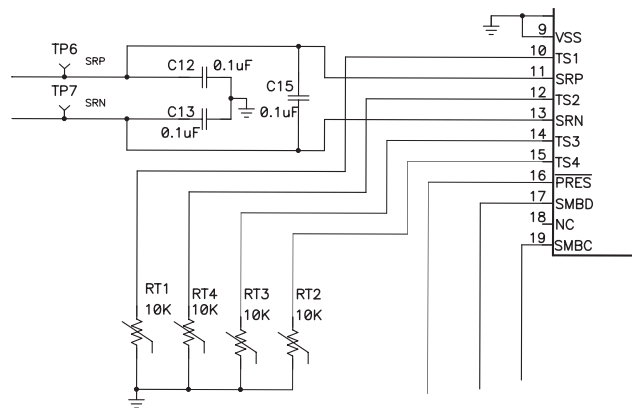 TP6
SRP
C12
0.1uF
TP7
SRN
C13
0.1uF
C15
0.1uF
9
VSS
10
TS1
11
SRP
12
TS2
13
SRN
14
TS3
15
TS4
16
PRES
17
SMBD
18
NC
19
SMBC
RT1
10K
RT4
10K
RT3
10K
RT2
10K